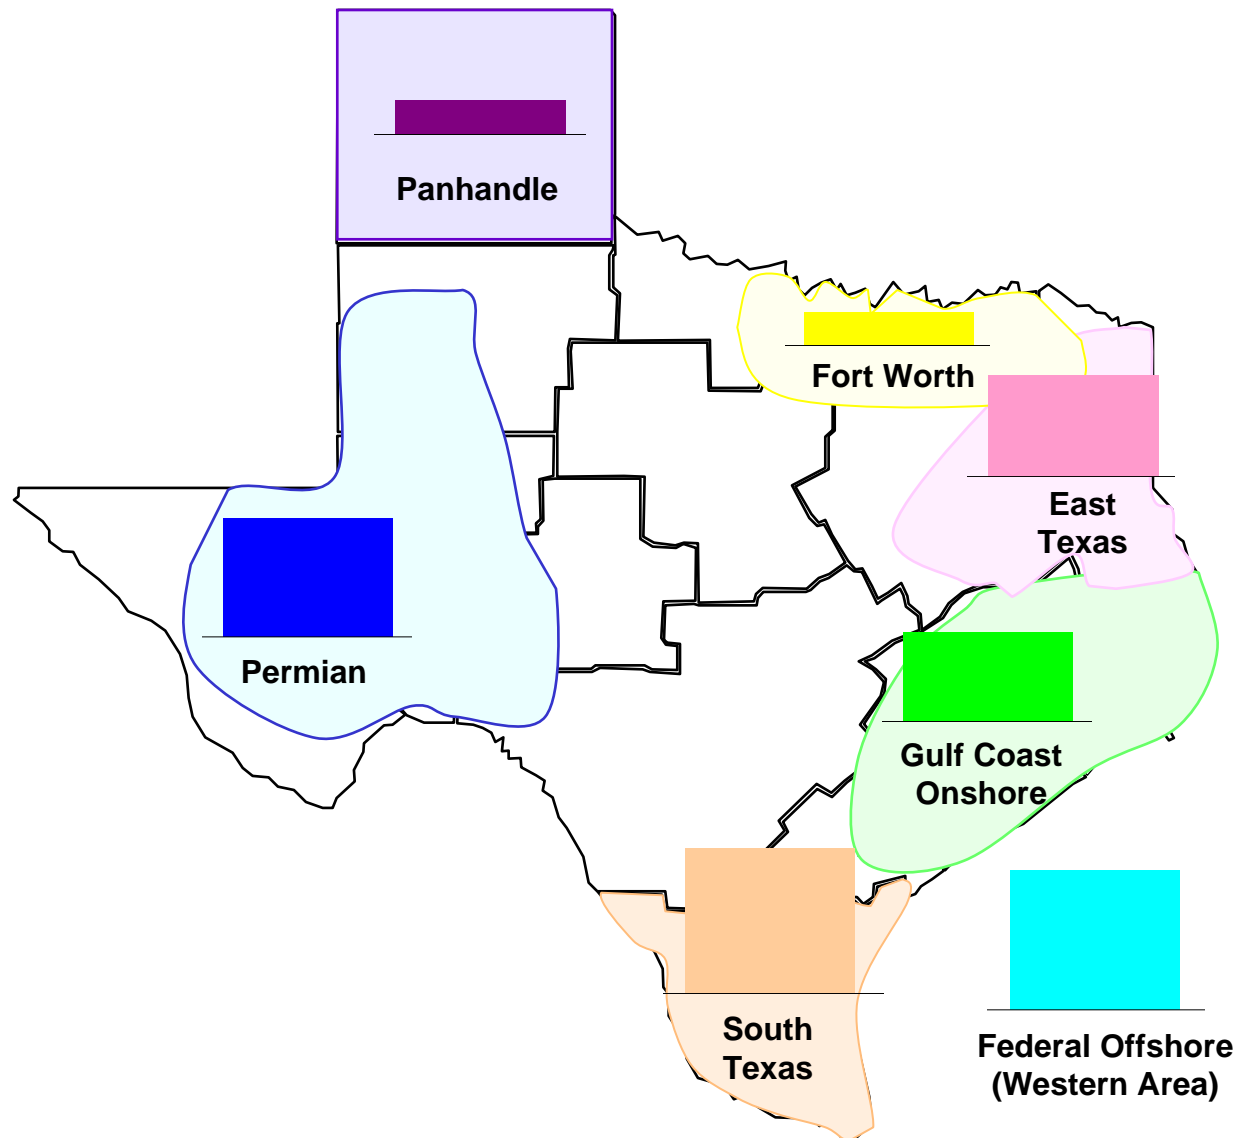 Panhandle
Fort Worth
East
Texas
Permian
Gulf Coast
Onshore
South
Texas
Federal Offshore
(Western Area)